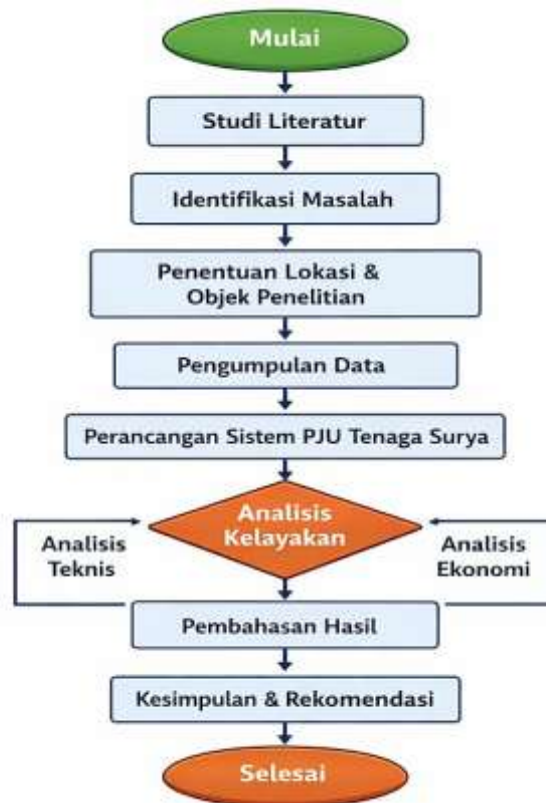 Mulai
Studi Literatur
Identifikasi Masalah
Penentuan Lokasi &
Objek Penelitian
Pengumpulan Data
Perancangan Sistem PJU Tenaga Surya
Analisis
Kelayakan
Analisis
Teknis
Analisis
Ekonomi
Pembahasan Hasil
Kesimpulan & Rekomendasi
Selesai